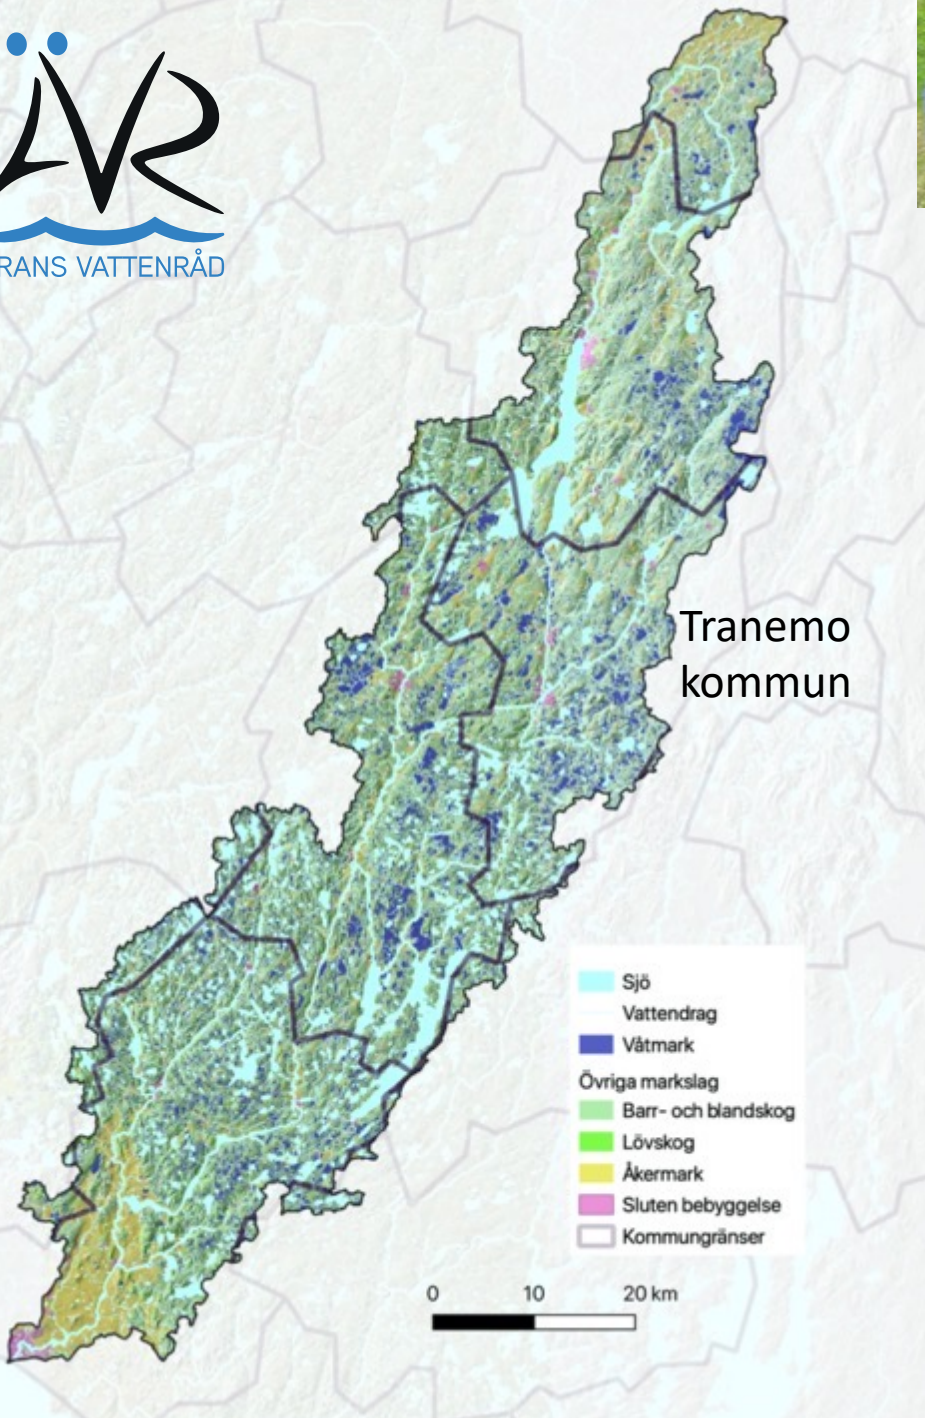 RANS VATTENRÅD
Tranemo
kommun
Sjö
Vattendrag
Våtmark
Övriga markslag
Barr- och blandskog
Lövskog
Åkermark
Sluten bebyggelse
Kommungränser
0 10 20 km